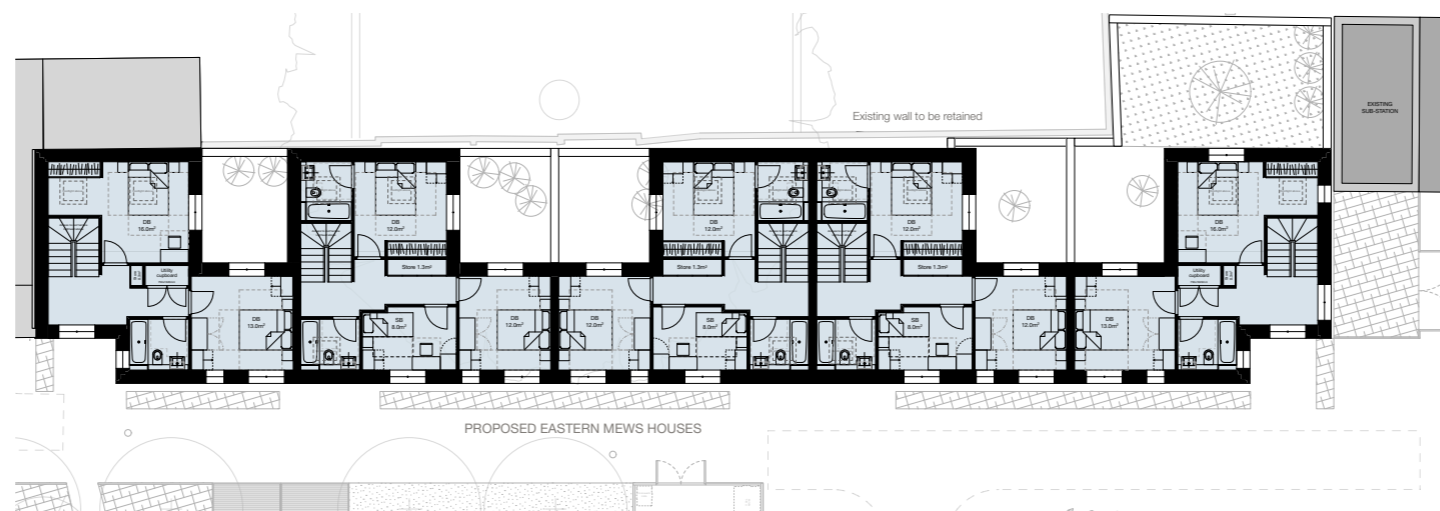 Existing wall to be retained
EXISTING
SUB-STATION
DB
16.0m²
DB
12.0m²
DB
12.0m²
DB
12.0m²
DB
16.0m²
Utility
cupboard
Store 1.3m²
Store 1.3m²
Store 1.3m²
Utility
cupboard
DB
13.0m²
SB
8.0m²
DB
12.0m²
DB
12.0m²
SB
8.0m²
SB
8.0m²
DB
12.0m²
DB
13.0m²
PROPOSED EASTERN MEWS HOUSES